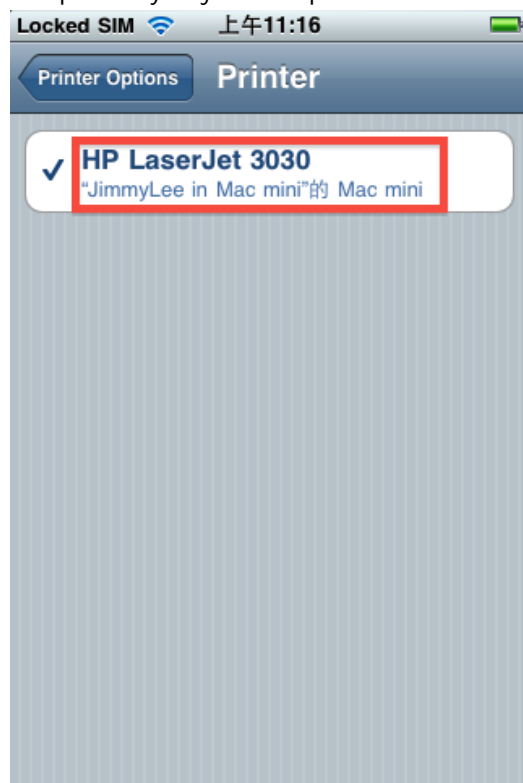 Locked SIM 上午11:16
Printer Options Printer
HP LaserJet 3030
“JimmyLee in Mac mini”的 Mac mini